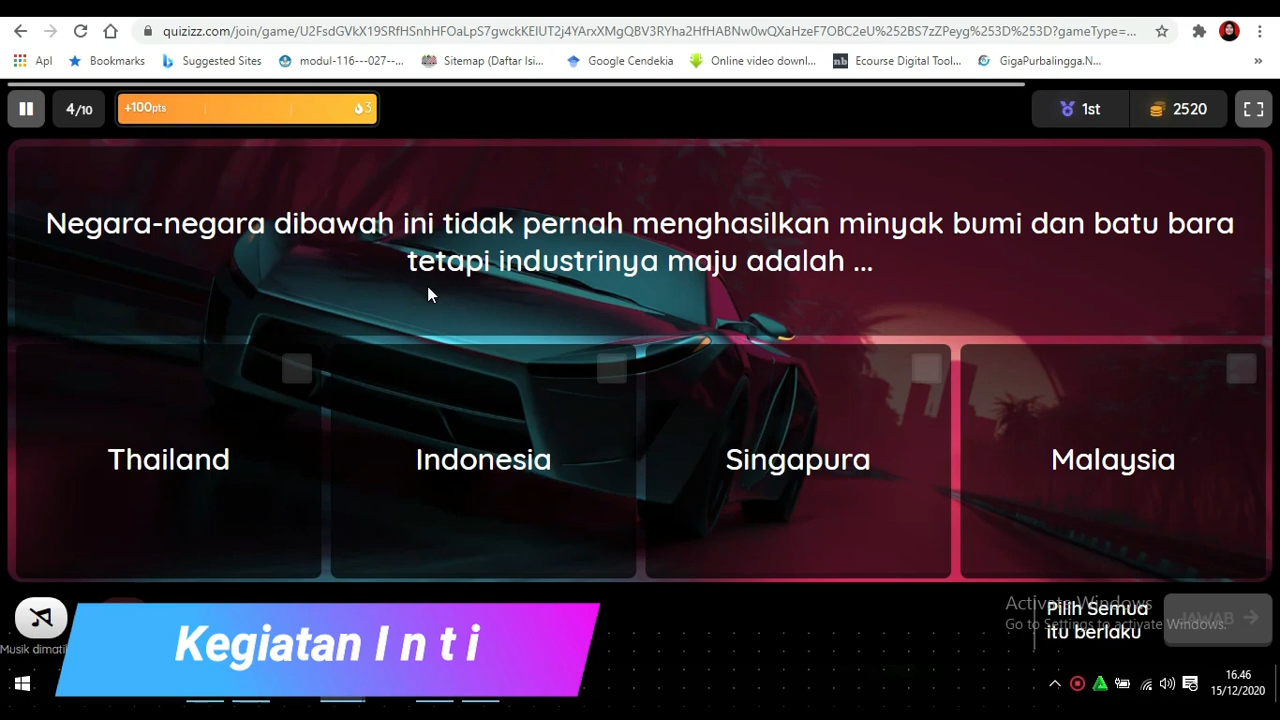 quizizz.com/join/game/U2FsdGVkX19SRfHSnhHFOaLpS7gwckKEIUT2j4YArxXMgQBV3RYha2HfHABNw0wQXaHzeF7OBC2eU%252BS7zZPeyg%253D%253D?gameType=...
Apl Bookmarks Suggested Sites modul-116---027--... Sitemap (Daftar Isi... Google Cendekia Online video downl... nb Ecourse Digital Tool... GigaPurbalingga.N... »
4/10 +100pts 3 1st 2520
Negara-negara dibawah ini tidak pernah menghasilkan minyak bumi dan batu bara
tetapi industrinya maju adalah ...
Thailand Indonesia Singapura Malaysia
Activate Windows
Go to Settings to activate Windows.
Pilih Semua
itu berlaku
JAWAB
Musik dimati
Kegiatan I n t i
16.46
15/12/2020